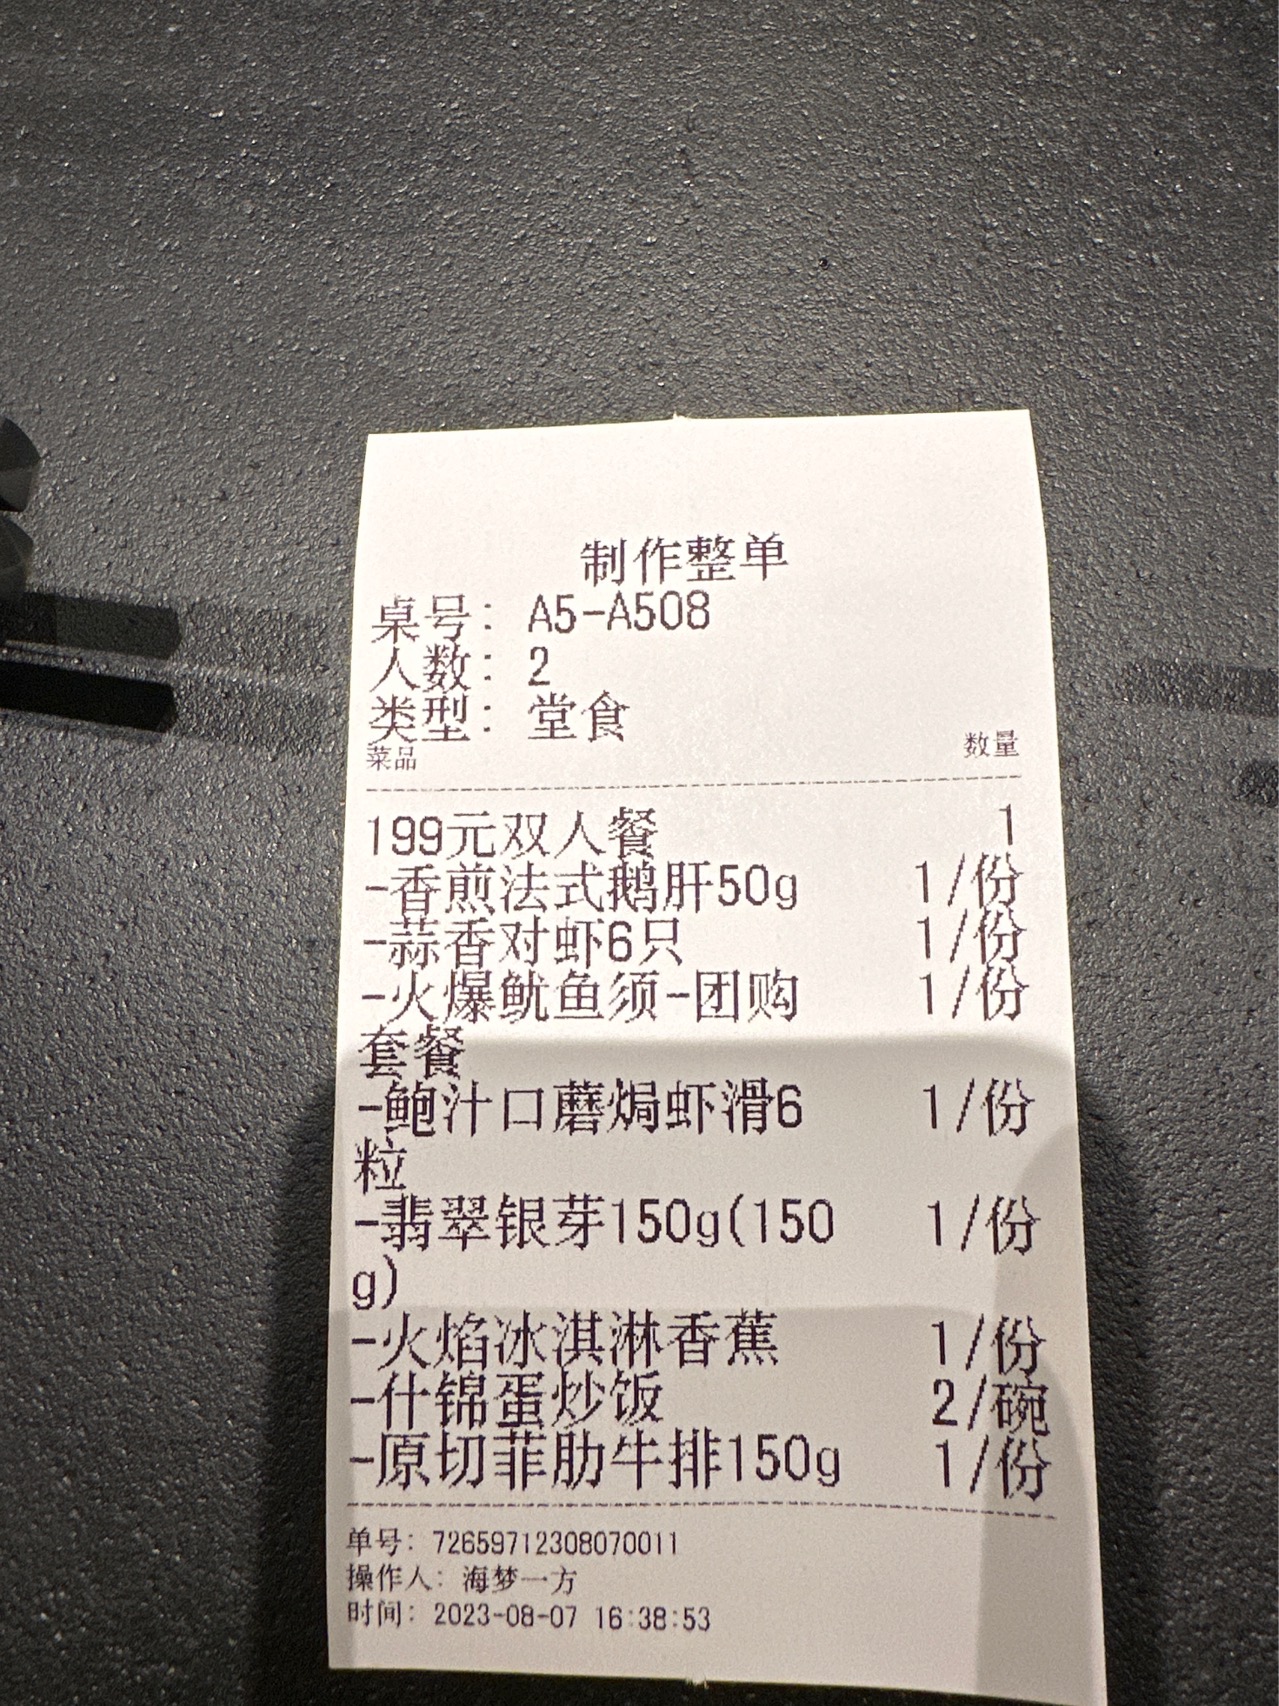 制作整单
桌号: A5-A508
人数: 2
类型: 堂食
菜品 数量
199元双人餐 1
-香煎法式鹅肝50g 1/份
-蒜香对虾6只 1/份
-火爆鱿鱼须-团购 1/份
套餐
-鲍汁口蘑焗虾滑6 1/份
粒
-翡翠银芽150g(150 1/份
g)
-火焰冰淇淋香蕉 1/份
-什锦蛋炒饭 2/碗
-原切菲肋牛排150g 1/份
单号: 72659712308070011
操作人: 海梦一方
时间: 2023-08-07 16:38:53